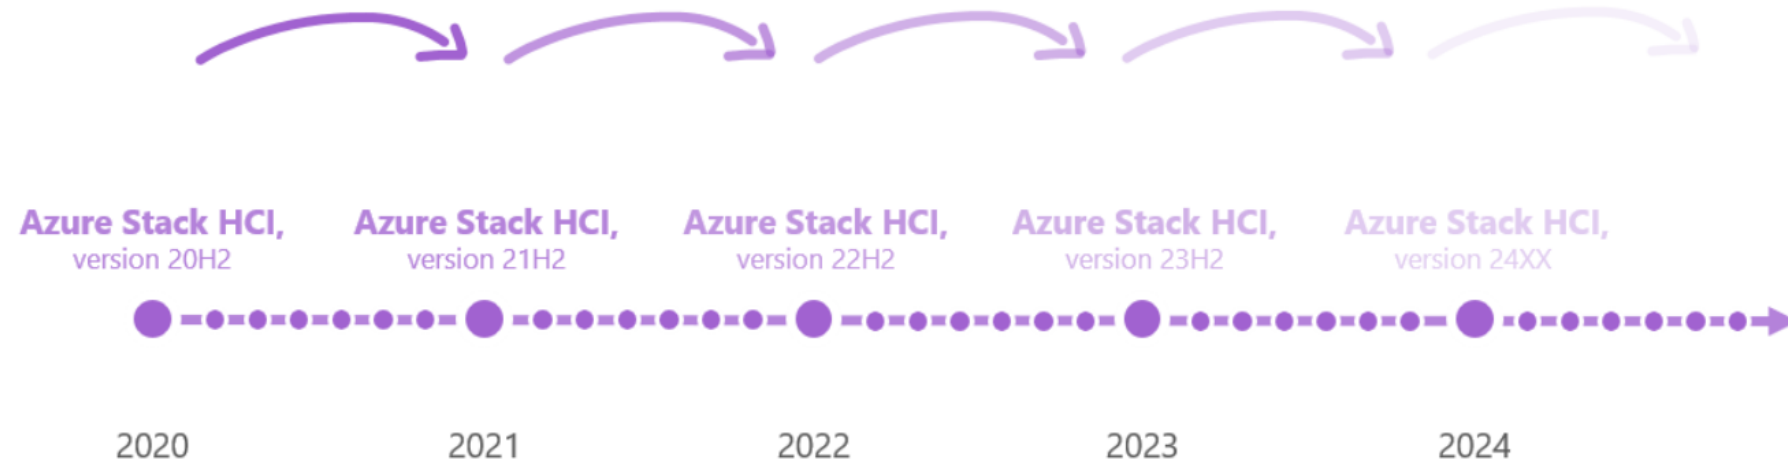 Azure Stack HCI,
version 20H2
Azure Stack HCI,
version 21H2
Azure Stack HCI,
version 22H2
Azure Stack HCI,
version 23H2
Azure Stack HCI,
version 24XX
2020
2021
2022
2023
2024